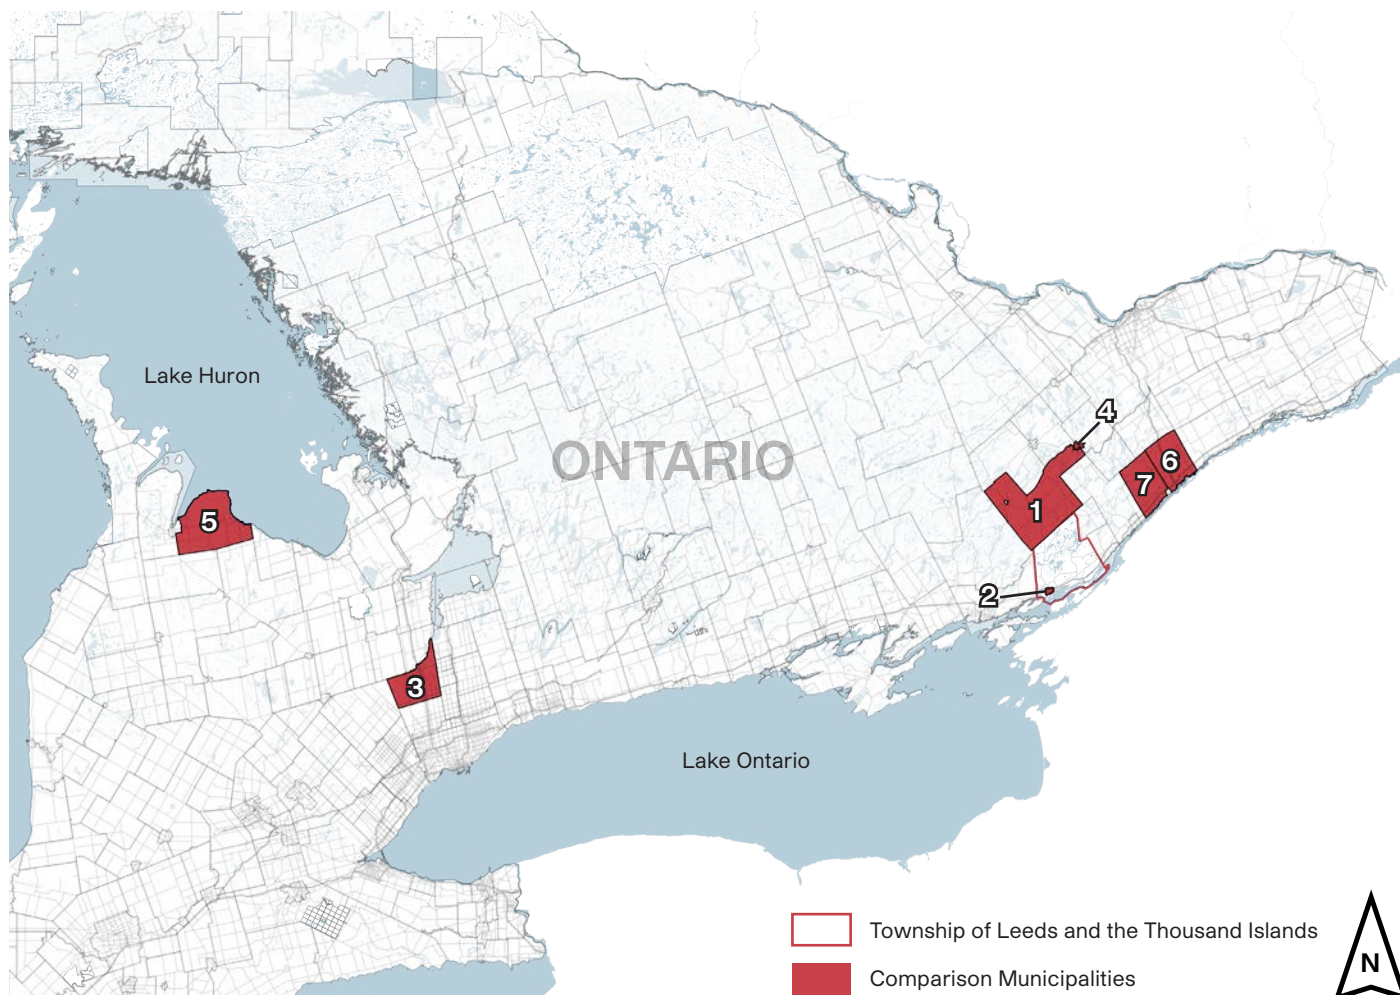 Lake Huron
ONTARIO
4
6
7
1
5
2
3
Lake Ontario
Township of Leeds and the Thousand Islands
Comparison Municipalities
N